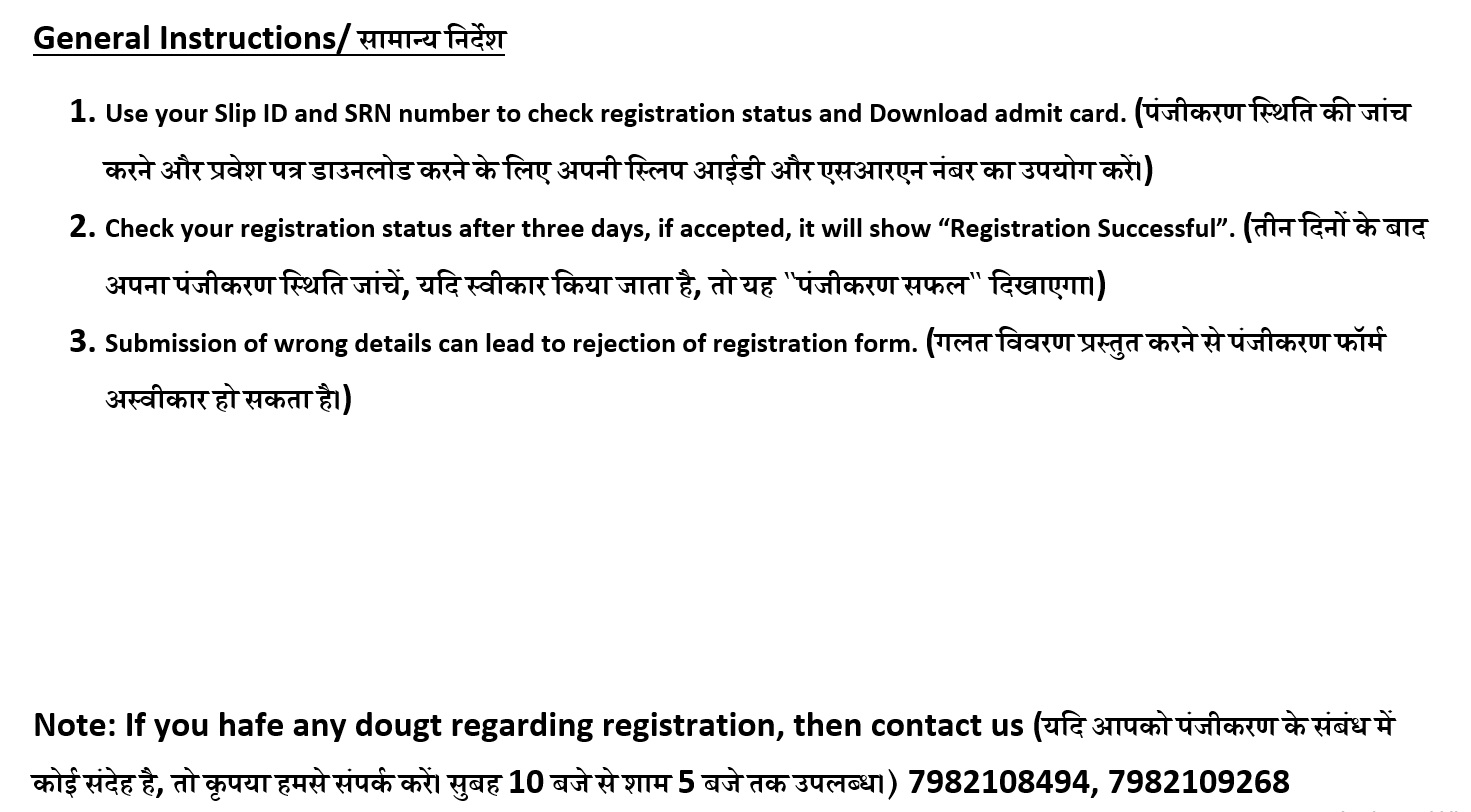 General Instructions/ सामान्य निर्देश
1. Use your Slip ID and SRN number to check registration status and Download admit card. (पंजीकरण स्थिति की जांच
करने और प्रवेश पत्र डाउनलोड करने के लिए अपनी स्लिप आईडी और एसआरएन नंबर का उपयोग करें।)
2. Check your registration status after three days, if accepted, it will show “Registration Successful”. (तीन दिनों के बाद
अपना पंजीकरण स्थिति जांचें, यदि स्वीकार किया जाता है, तो यह ‟पंजीकरण सफल‟ दिखाएगा।)
3. Submission of wrong details can lead to rejection of registration form. (गलत विवरण प्रस्तुत करने से पंजीकरण फॉर्म
अस्वीकार हो सकता है।)
Note: If you hafe any dougt regarding registration, then contact us (यदि आपको पंजीकरण के संबंध में
कोई संदेह है, तो कृपया हमसे संपर्क करें। सुबह 10 बजे से शाम 5 बजे तक उपलब्ध।) 7982108494, 7982109268